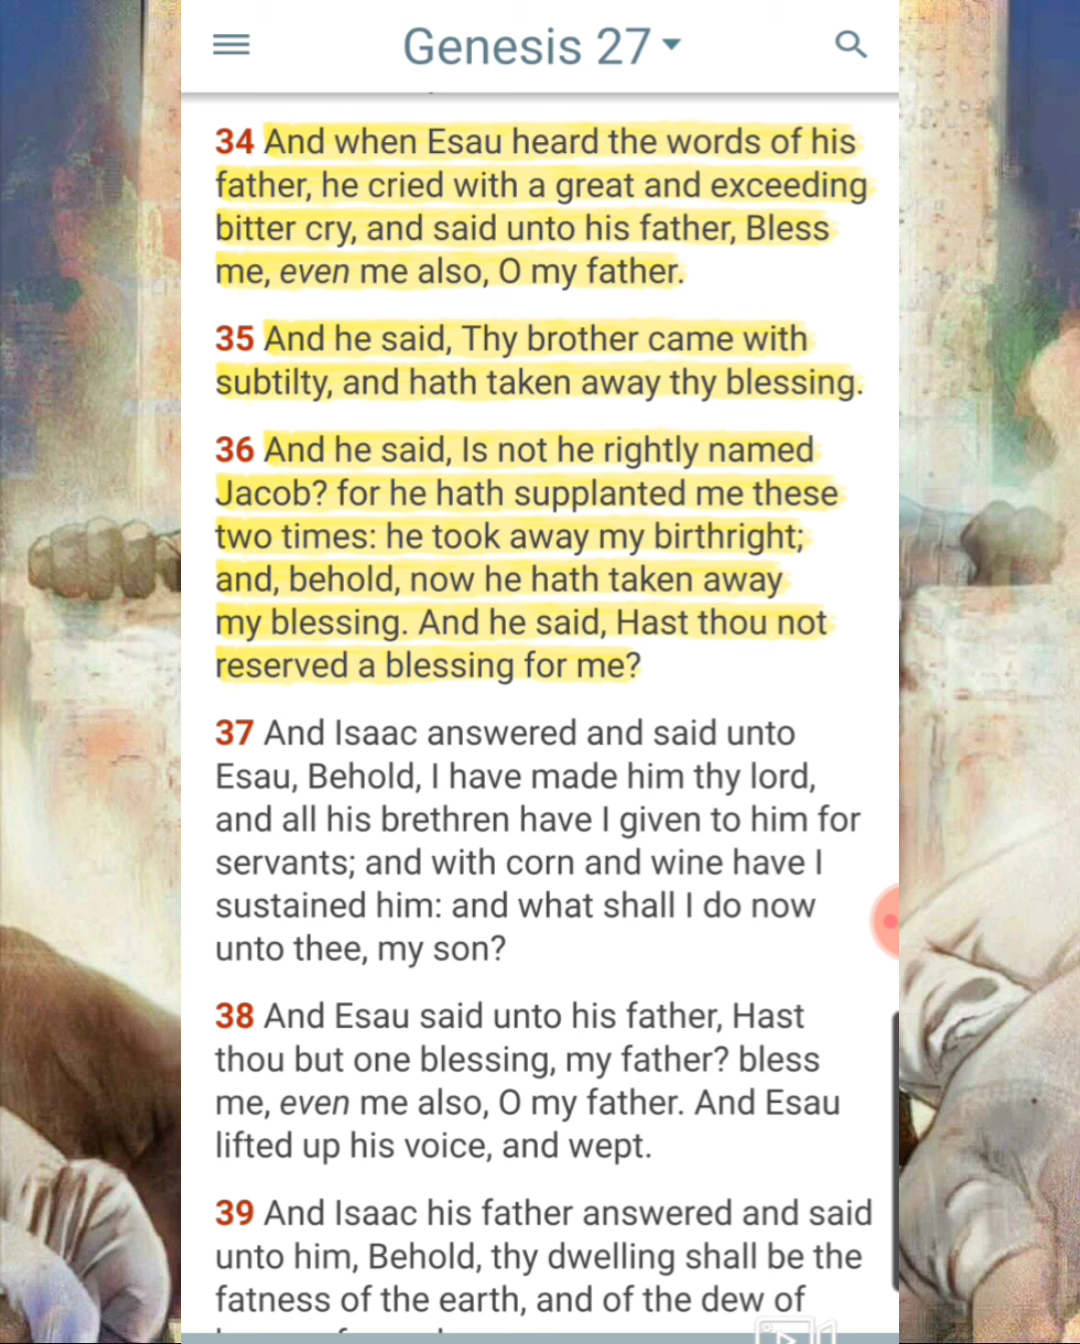 Genesis 27
34 And when Esau heard the words of his
father, he cried with a great and exceeding
bitter cry, and said unto his father, Bless
me, even me also, O my father.
35 And he said, Thy brother came with
subtilty, and hath taken away thy blessing.
36 And he said, Is not he rightly named
Jacob? for he hath supplanted me these
two times: he took away my birthright;
and, behold, now he hath taken away
my blessing. And he said, Hast thou not
reserved a blessing for me?
37 And Isaac answered and said unto
Esau, Behold, I have made him thy lord,
and all his brethren have I given to him for
servants; and with corn and wine have I
sustained him: and what shall I do now
unto thee, my son?
38 And Esau said unto his father, Hast
thou but one blessing, my father? bless
me, even me also, O my father. And Esau
lifted up his voice, and wept.
39 And Isaac his father answered and said
unto him, Behold, thy dwelling shall be the
fatness of the earth, and of the dew of